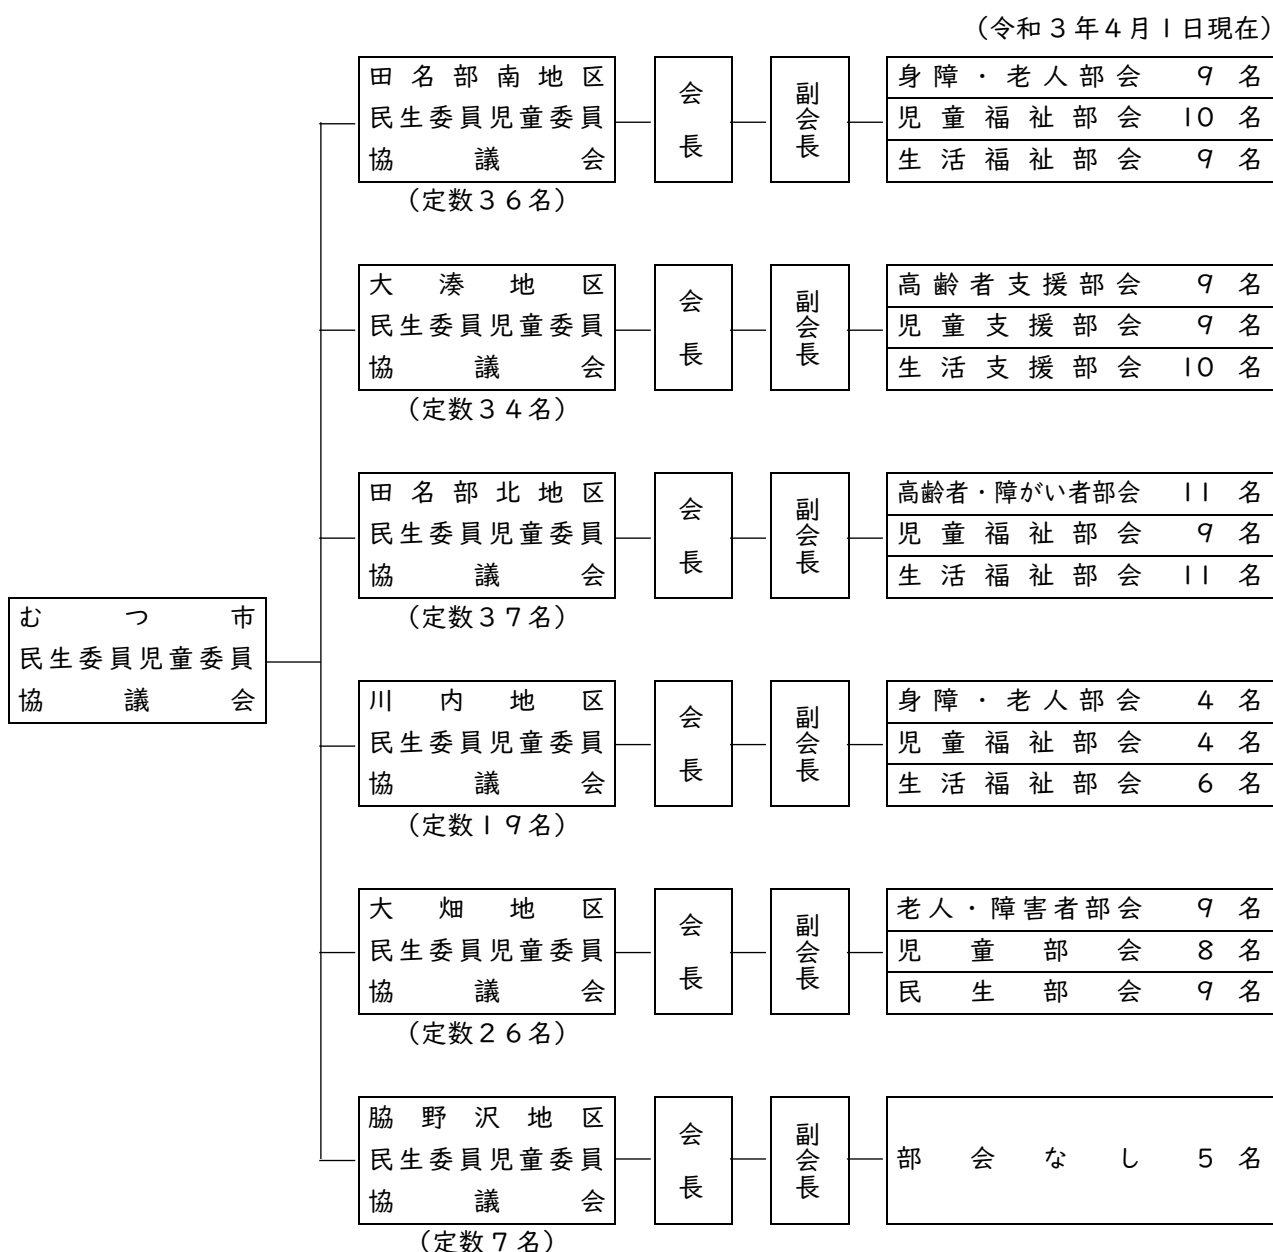 （令和３年４月１日現在）
田名部南地区
民生委員児童委員
協議会
（定数３６名）
会長
副会長
身障・老人部会 9名
児童福祉部会 10名
生活福祉部会 9名
大湊地区
民生委員児童委員
協議会
（定数３４名）
会長
副会長
高齢者支援部会 9名
児童支援部会 9名
生活支援部会 10名
田名部北地区
民生委員児童委員
協議会
（定数３７名）
会長
副会長
高齢者・障がい者部会 11名
児童福祉部会 9名
生活福祉部会 11名
むつ市
民生委員児童委員
協議会
川内地区
民生委員児童委員
協議会
（定数１９名）
会長
副会長
身障・老人部会 4名
児童福祉部会 4名
生活福祉部会 6名
大畑地区
民生委員児童委員
協議会
（定数２６名）
会長
副会長
老人・障害者部会 9名
児童部会 8名
民生部会 9名
脇野沢地区
民生委員児童委員
協議会
（定数７名）
会長
副会長
部会なし 5名